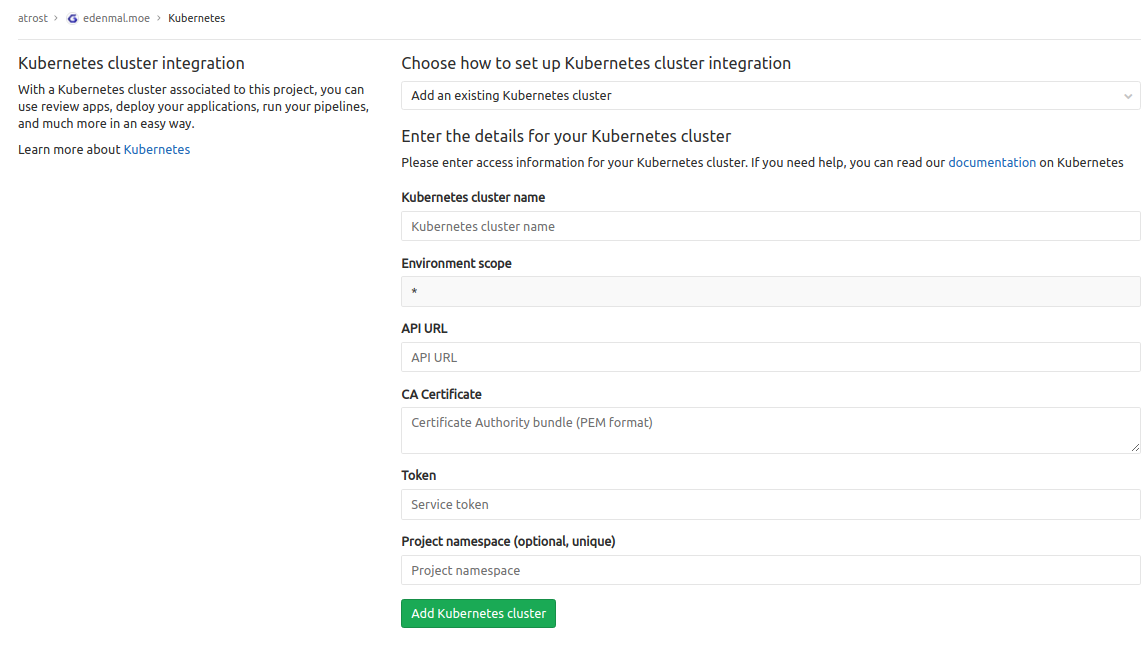 atrost › edenmal.moe › Kubernetes
Kubernetes cluster integration
With a Kubernetes cluster associated to this project, you can
use review apps, deploy your applications, run your pipelines,
and much more in an easy way.
Learn more about Kubernetes
Choose how to set up Kubernetes cluster integration
Add an existing Kubernetes cluster
Enter the details for your Kubernetes cluster
Please enter access information for your Kubernetes cluster. If you need help, you can read our documentation on Kubernetes
Kubernetes cluster name
Kubernetes cluster name
Environment scope
*
API URL
API URL
CA Certificate
Certificate Authority bundle (PEM format)
Token
Service token
Project namespace (optional, unique)
Project namespace
Add Kubernetes cluster